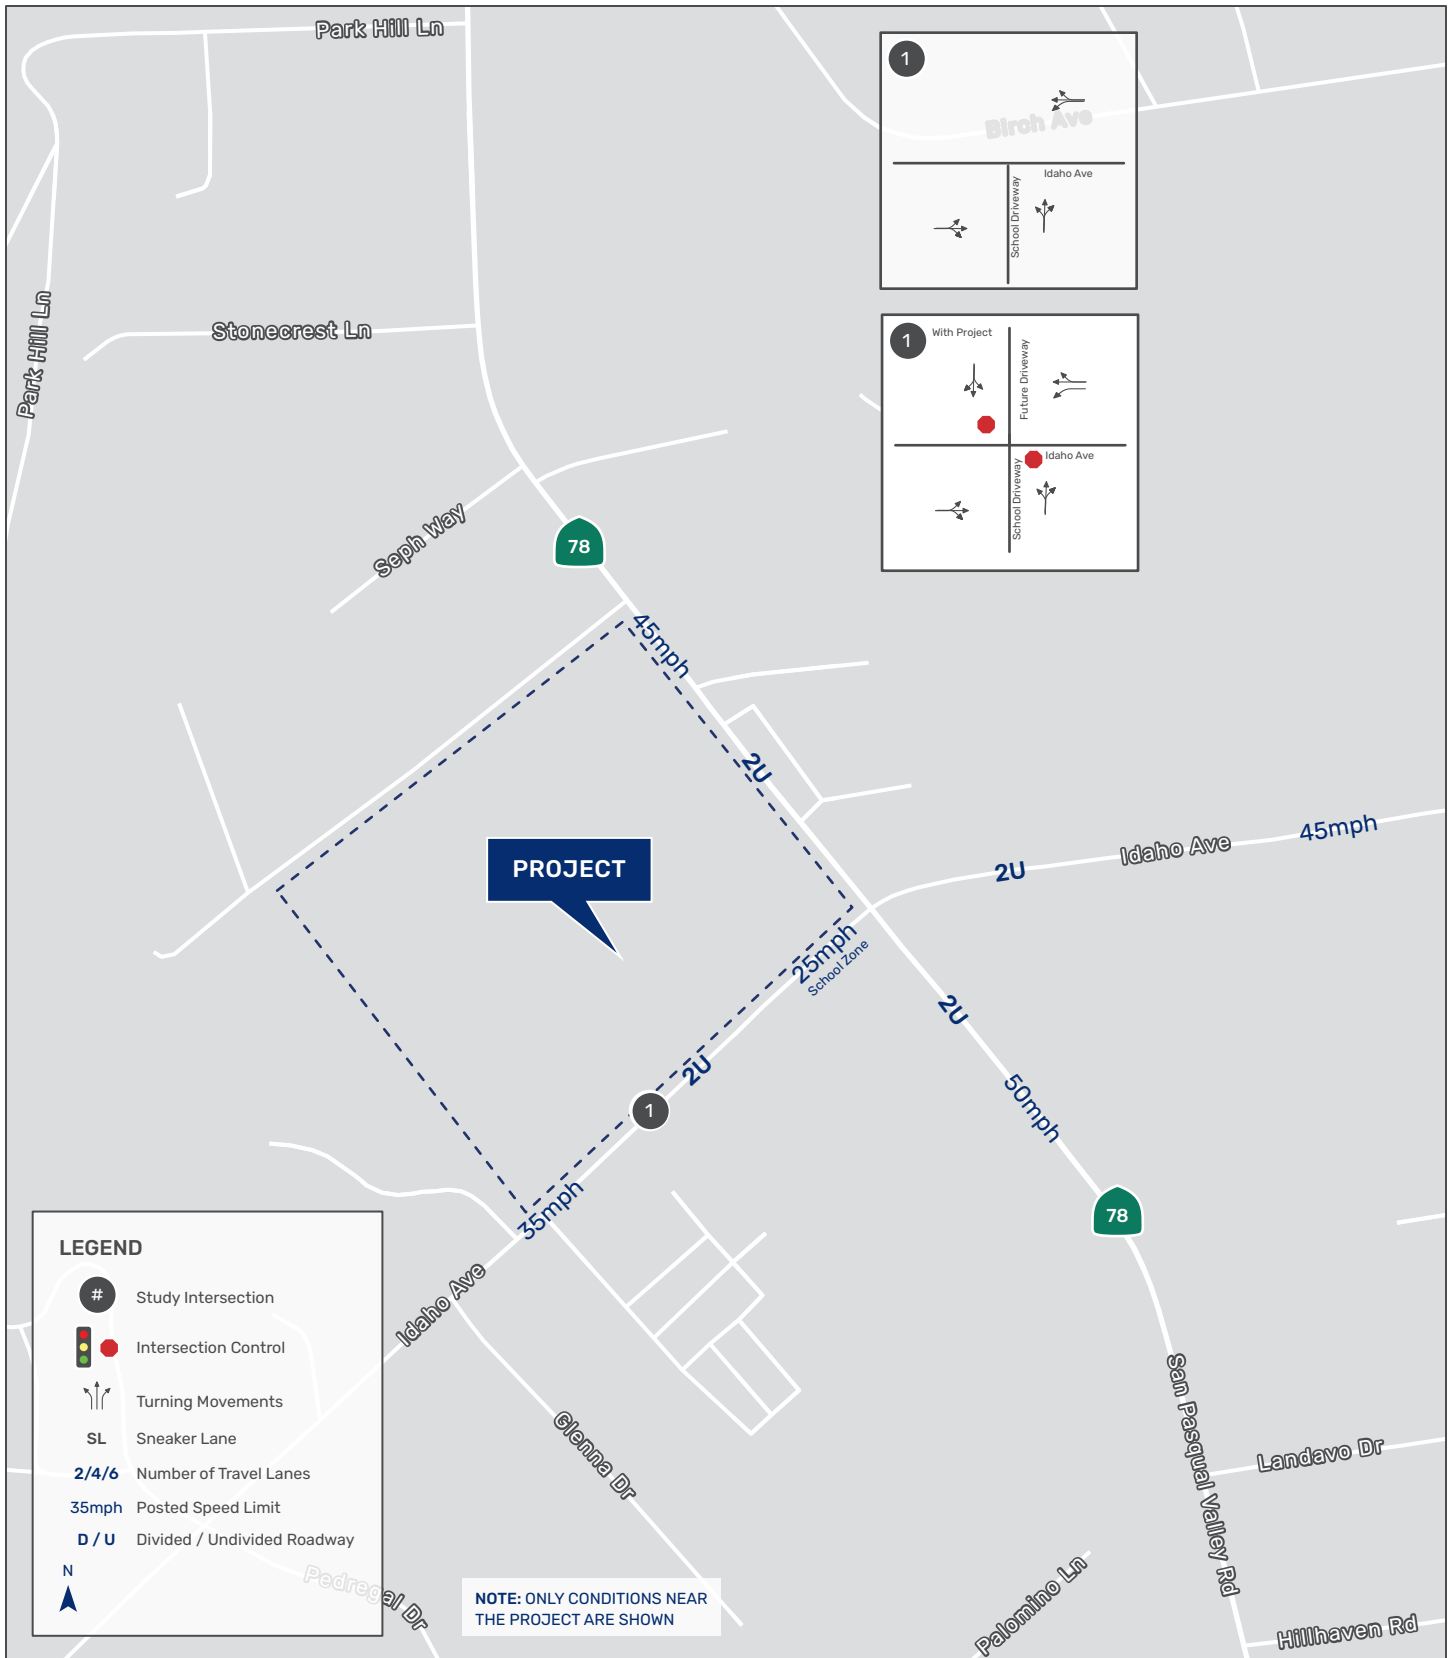 Park Hill Ln
1
Birch Ave
Idaho Ave
School Driveway
Park Hill Ln
Stonecrest Ln
1
With Project
Future Driveway
Idaho Ave
School Driveway
Seph Way
78
45mph
2U
PROJECT
2U
Idaho Ave
45mph
25mph
School Zone
2U
2U
1
50mph
35mph
78
Idaho Ave
Glenna Dr
San Pasqual Valley Rd
Landavo Dr
Palomino Ln
Hillhaven Rd
Pedregal Dr
LEGEND
# Study Intersection
Intersection Control
Turning Movements
SL Sneaker Lane
2/4/6 Number of Travel Lanes
35mph Posted Speed Limit
D / U Divided / Undivided Roadway
N
NOTE: ONLY CONDITIONS NEAR
THE PROJECT ARE SHOWN